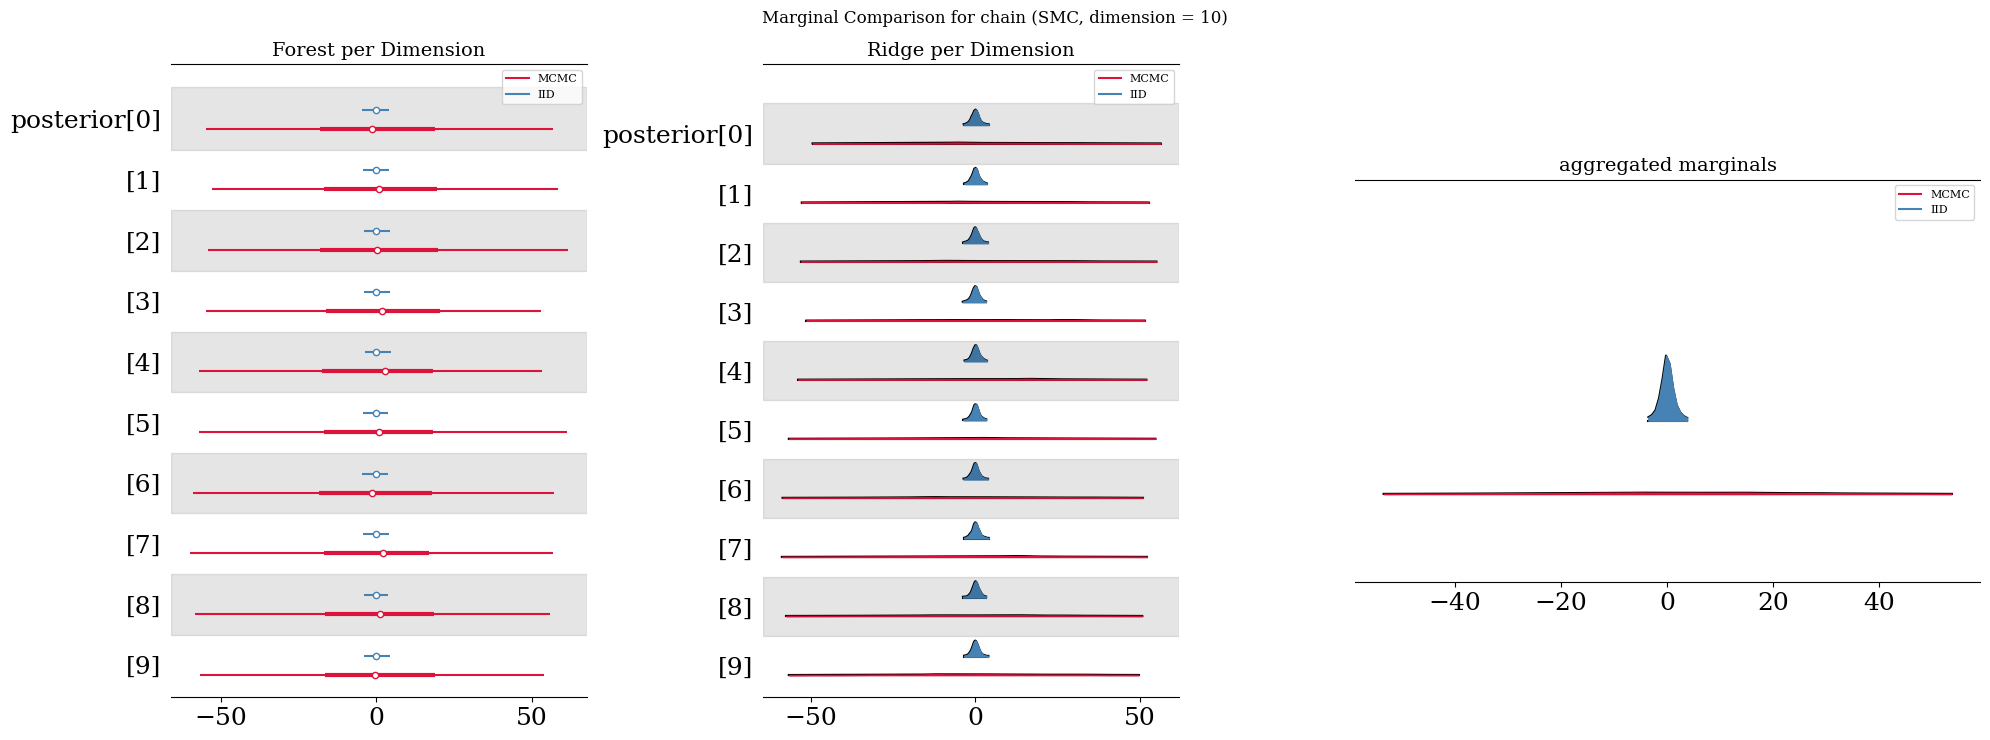 Marginal Comparison for chain (SMC, dimension = 10)
Forest per Dimension
MCMC
IID
posterior[0]
[1]
[2]
[3]
[4]
[5]
[6]
[7]
[8]
[9]
−50 0 50
Ridge per Dimension
MCMC
IID
posterior[0]
[1]
[2]
[3]
[4]
[5]
[6]
[7]
[8]
[9]
−50 0 50
aggregated marginals
MCMC
IID
−40 −20 0 20 40